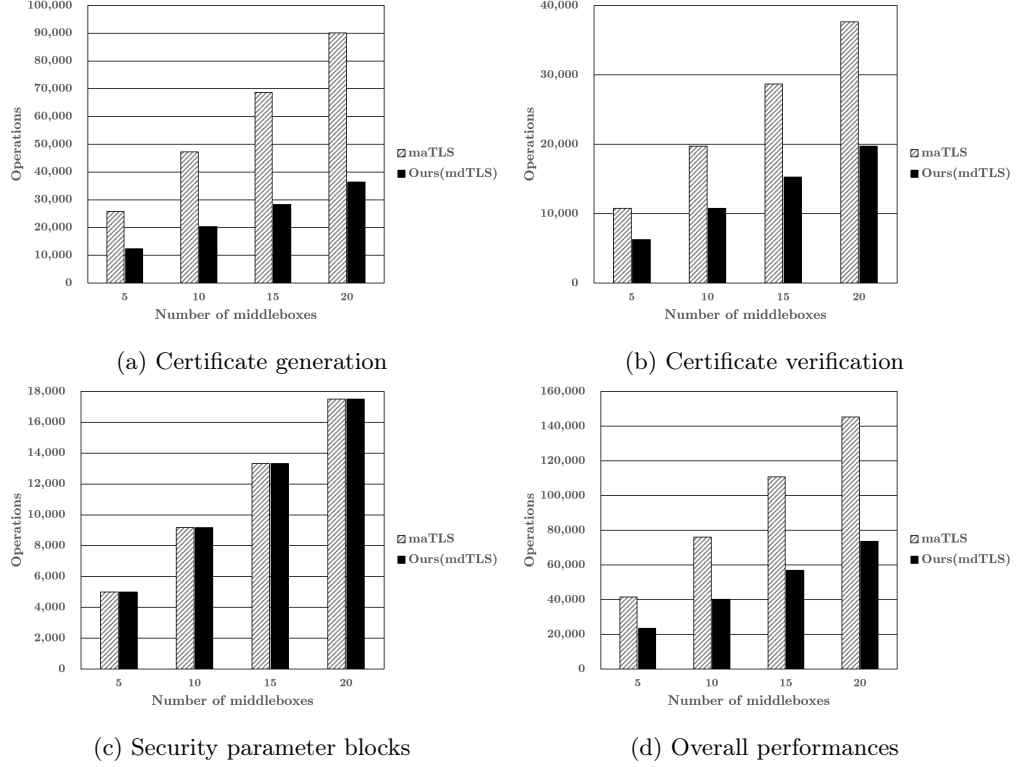 100,000
90,000
80,000
70,000
60,000
50,000
40,000
30,000
20,000
10,000
0
Operations
5 10 15 20
Number of middleboxes
maTLS
Ours(mdTLS)
(a) Certificate generation
40,000
30,000
20,000
10,000
0
Operations
5 10 15 20
Number of middleboxes
maTLS
Ours(mdTLS)
(b) Certificate verification
18,000
16,000
14,000
12,000
10,000
8,000
6,000
4,000
2,000
0
Operations
5 10 15 20
Number of middleboxes
maTLS
Ours(mdTLS)
(c) Security parameter blocks
160,000
140,000
120,000
100,000
80,000
60,000
40,000
20,000
0
Operations
5 10 15 20
Number of middleboxes
maTLS
Ours(mdTLS)
(d) Overall performances